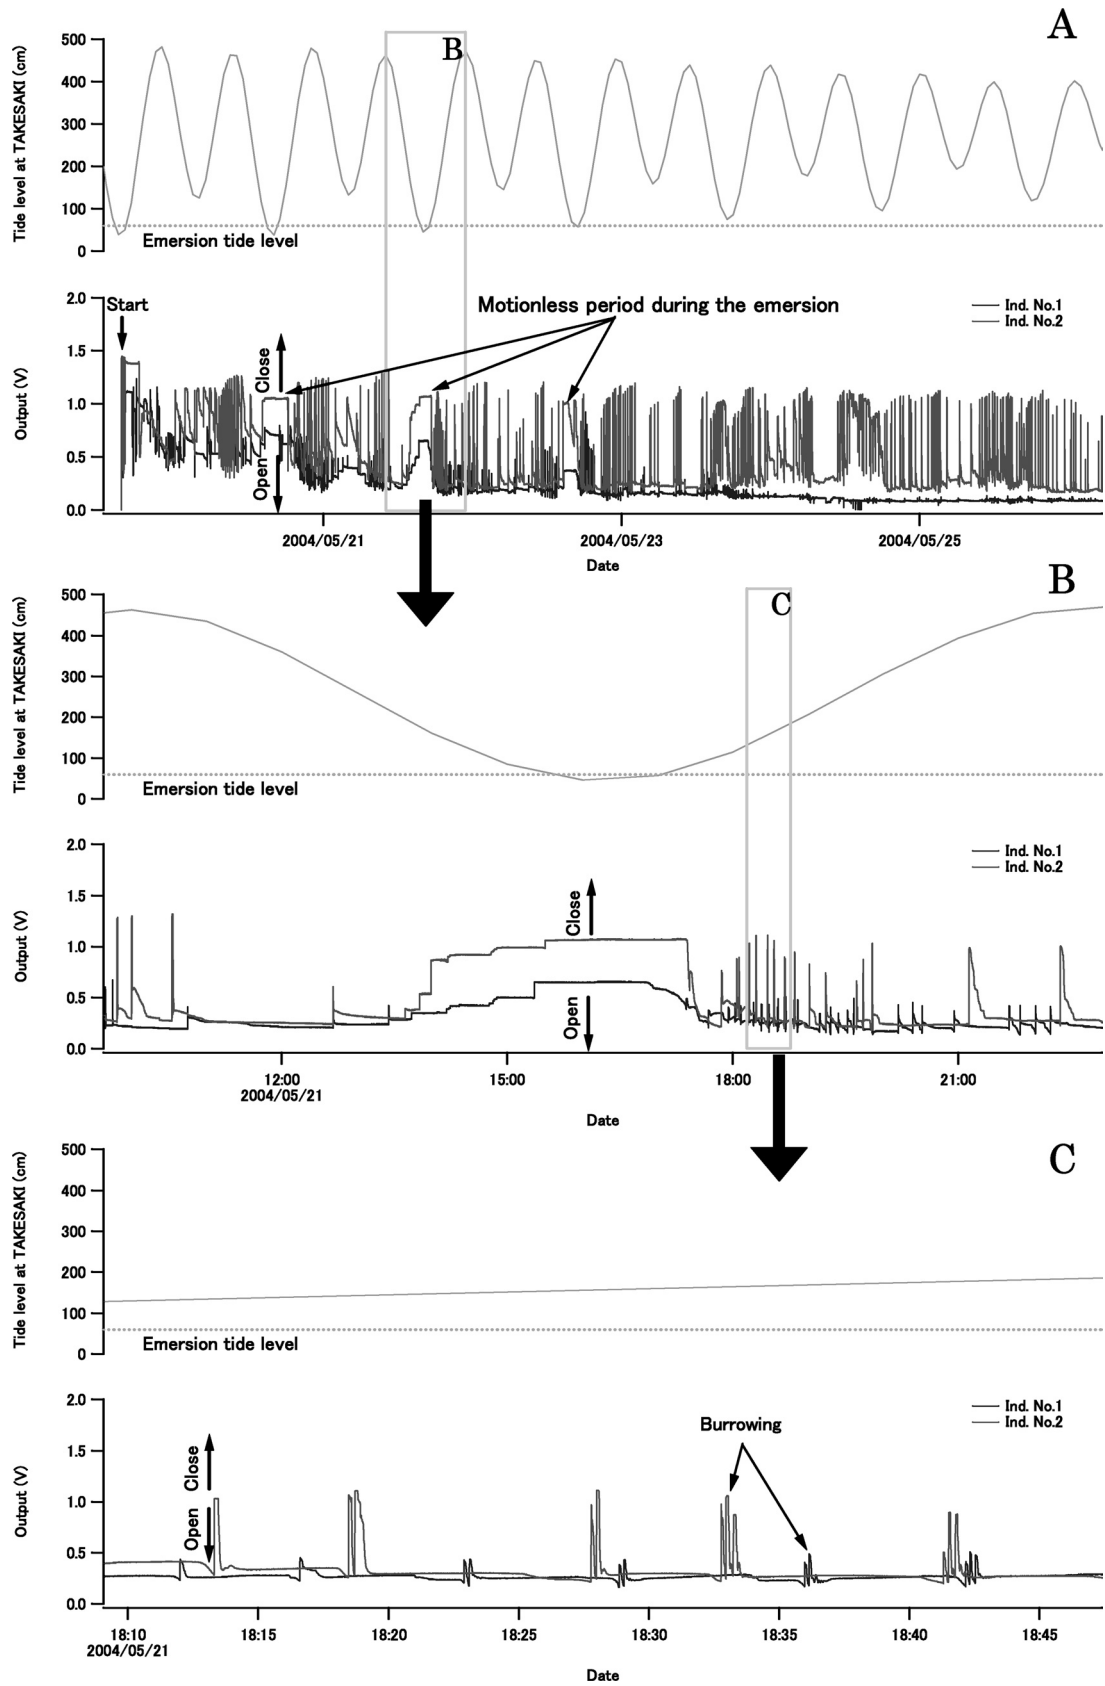 A
Tide level at TAKESAKI (cm)
500
400
300
200
100
0
B
Emersion tide level
Output (V)
2.0
1.5
1.0
0.5
0.0
Start
Close
Open
Motionless period during the emersion
Ind. No.1
Ind. No.2
2004/05/21
2004/05/23
2004/05/25
Date
B
Tide level at TAKESAKI (cm)
500
400
300
200
100
0
C
Emersion tide level
Output (V)
2.0
1.5
1.0
0.5
0.0
Close
Open
Ind. No.1
Ind. No.2
12:00
15:00
18:00
21:00
2004/05/21
Date
C
Tide level at TAKESAKI (cm)
500
400
300
200
100
0
Emersion tide level
Output (V)
2.0
1.5
1.0
0.5
0.0
Close
Open
Burrowing
Ind. No.1
Ind. No.2
18:10
18:15
18:20
18:25
18:30
18:35
18:40
18:45
2004/05/21
Date